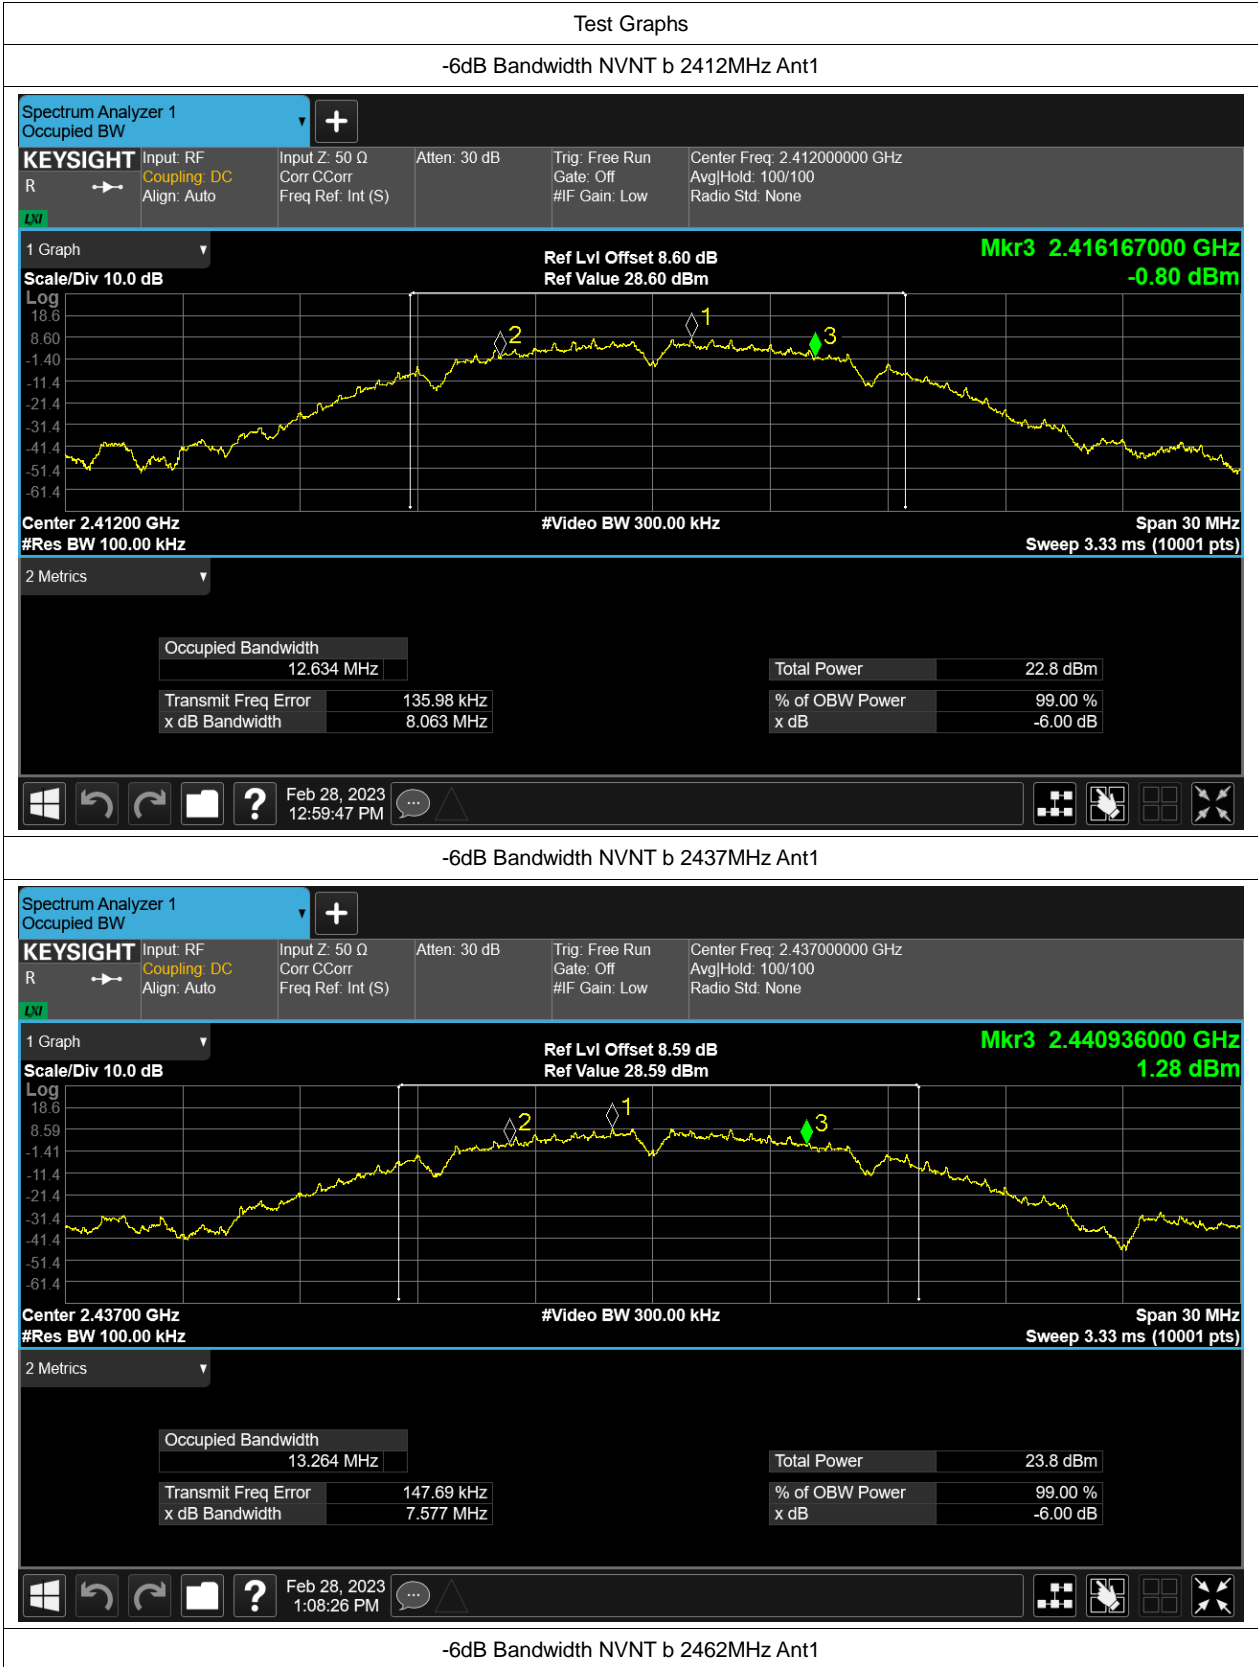 Test Graphs
-6dB Bandwidth NVNT b 2412MHz Ant1
Spectrum Analyzer 1
Occupied BW
KEYSIGHT Input: RF Input Z: 50 Ω Atten: 30 dB Trig: Free Run Center Freq: 2.412000000 GHz
R Coupling: DC Corr CCorr Gate: Off Avg|Hold: 100/100
Align: Auto Freq Ref: Int (S) #IF Gain: Low Radio Std: None
LXI
1 Graph Ref Lvl Offset 8.60 dB Mkr3 2.416167000 GHz
Scale/Div 10.0 dB Ref Value 28.60 dBm -0.80 dBm
Log
18.6
8.60
-1.40
-11.4
-21.4
-31.4
-41.4
-51.4
-61.4
2
1
3
Center 2.41200 GHz #Video BW 300.00 kHz Span 30 MHz
#Res BW 100.00 kHz Sweep 3.33 ms (10001 pts)
2 Metrics
Occupied Bandwidth
12.634 MHz Total Power 22.8 dBm
Transmit Freq Error 135.98 kHz % of OBW Power 99.00 %
x dB Bandwidth 8.063 MHz x dB -6.00 dB
Feb 28, 2023
12:59:47 PM
-6dB Bandwidth NVNT b 2437MHz Ant1
Spectrum Analyzer 1
Occupied BW
KEYSIGHT Input: RF Input Z: 50 Ω Atten: 30 dB Trig: Free Run Center Freq: 2.437000000 GHz
R Coupling: DC Corr CCorr Gate: Off Avg|Hold: 100/100
Align: Auto Freq Ref: Int (S) #IF Gain: Low Radio Std: None
LXI
1 Graph Ref Lvl Offset 8.59 dB Mkr3 2.440936000 GHz
Scale/Div 10.0 dB Ref Value 28.59 dBm 1.28 dBm
Log
18.6
8.59
-1.41
-11.4
-21.4
-31.4
-41.4
-51.4
-61.4
2
1
3
Center 2.43700 GHz #Video BW 300.00 kHz Span 30 MHz
#Res BW 100.00 kHz Sweep 3.33 ms (10001 pts)
2 Metrics
Occupied Bandwidth
13.264 MHz Total Power 23.8 dBm
Transmit Freq Error 147.69 kHz % of OBW Power 99.00 %
x dB Bandwidth 7.577 MHz x dB -6.00 dB
Feb 28, 2023
1:08:26 PM
-6dB Bandwidth NVNT b 2462MHz Ant1